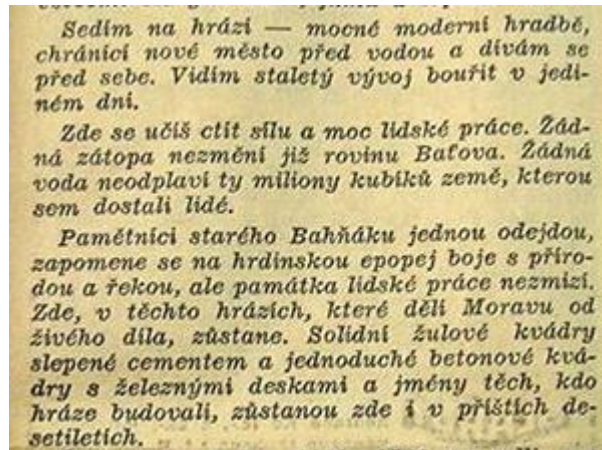 Sedím na hrázi — mocné moderní hradbě,
chránící nové město před vodou a dívám se
před sebe. Vidím staletý vývoj bouřit v jedi-
ném dni.
Zde se učíš ctít sílu a moc lidské práce. Žád-
ná zátopa nezmění již rovinu Baťova. Žádná
voda neodplaví ty miliony kubíků země, kterou
sem dostali lidé.
Pamětníci starého Bahňáku jednou odejdou,
zapomene se na hrdinskou epopej boje s příro-
dou a řekou, ale památka lidské práce nezmizí.
Zde, v těchto hrázích, které dělí Moravu od
živého díla, zůstane. Solidní žulové kvádry
slepené cementem a jednoduché betonové kvá-
dry s železnými deskami a jmény těch, kdo
hráze budovali, zůstanou zde i v příštích de-
setiletích.